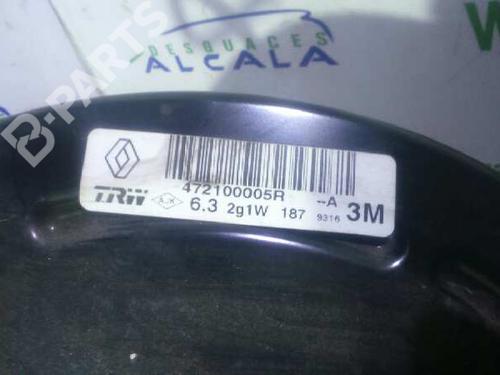 DESGUACES
ALCALA
B-PARTS
472100005R --A
TRW 6.3 2g1W 187 9316 3M